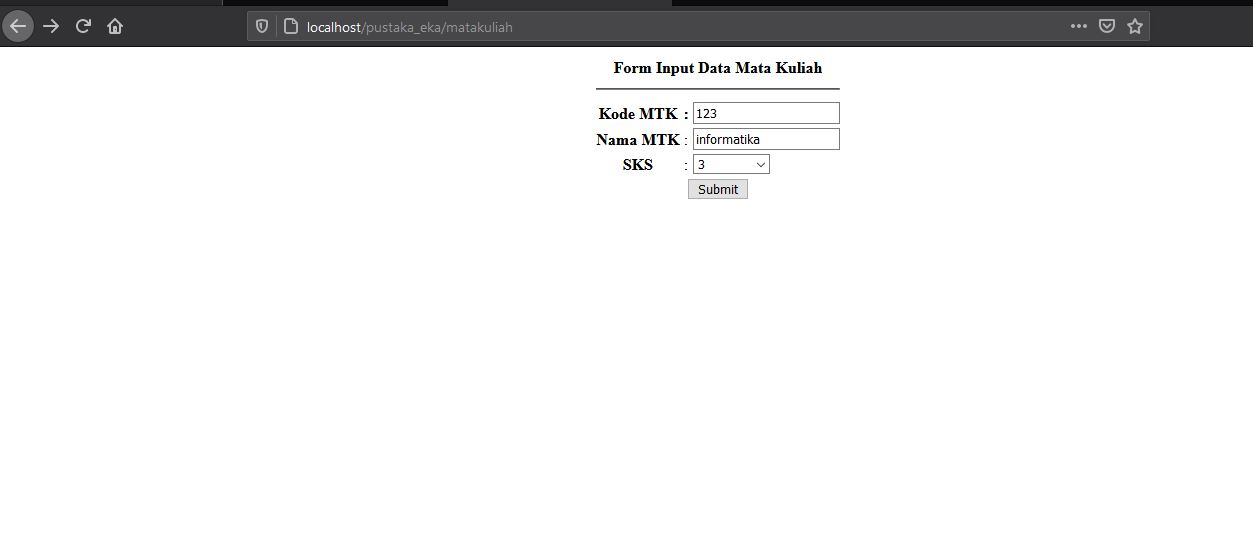 localhost/pustaka_eka/matakuliah
Form Input Data Mata Kuliah
Kode MTK : 123
Nama MTK : informatika
SKS : 3
Submit